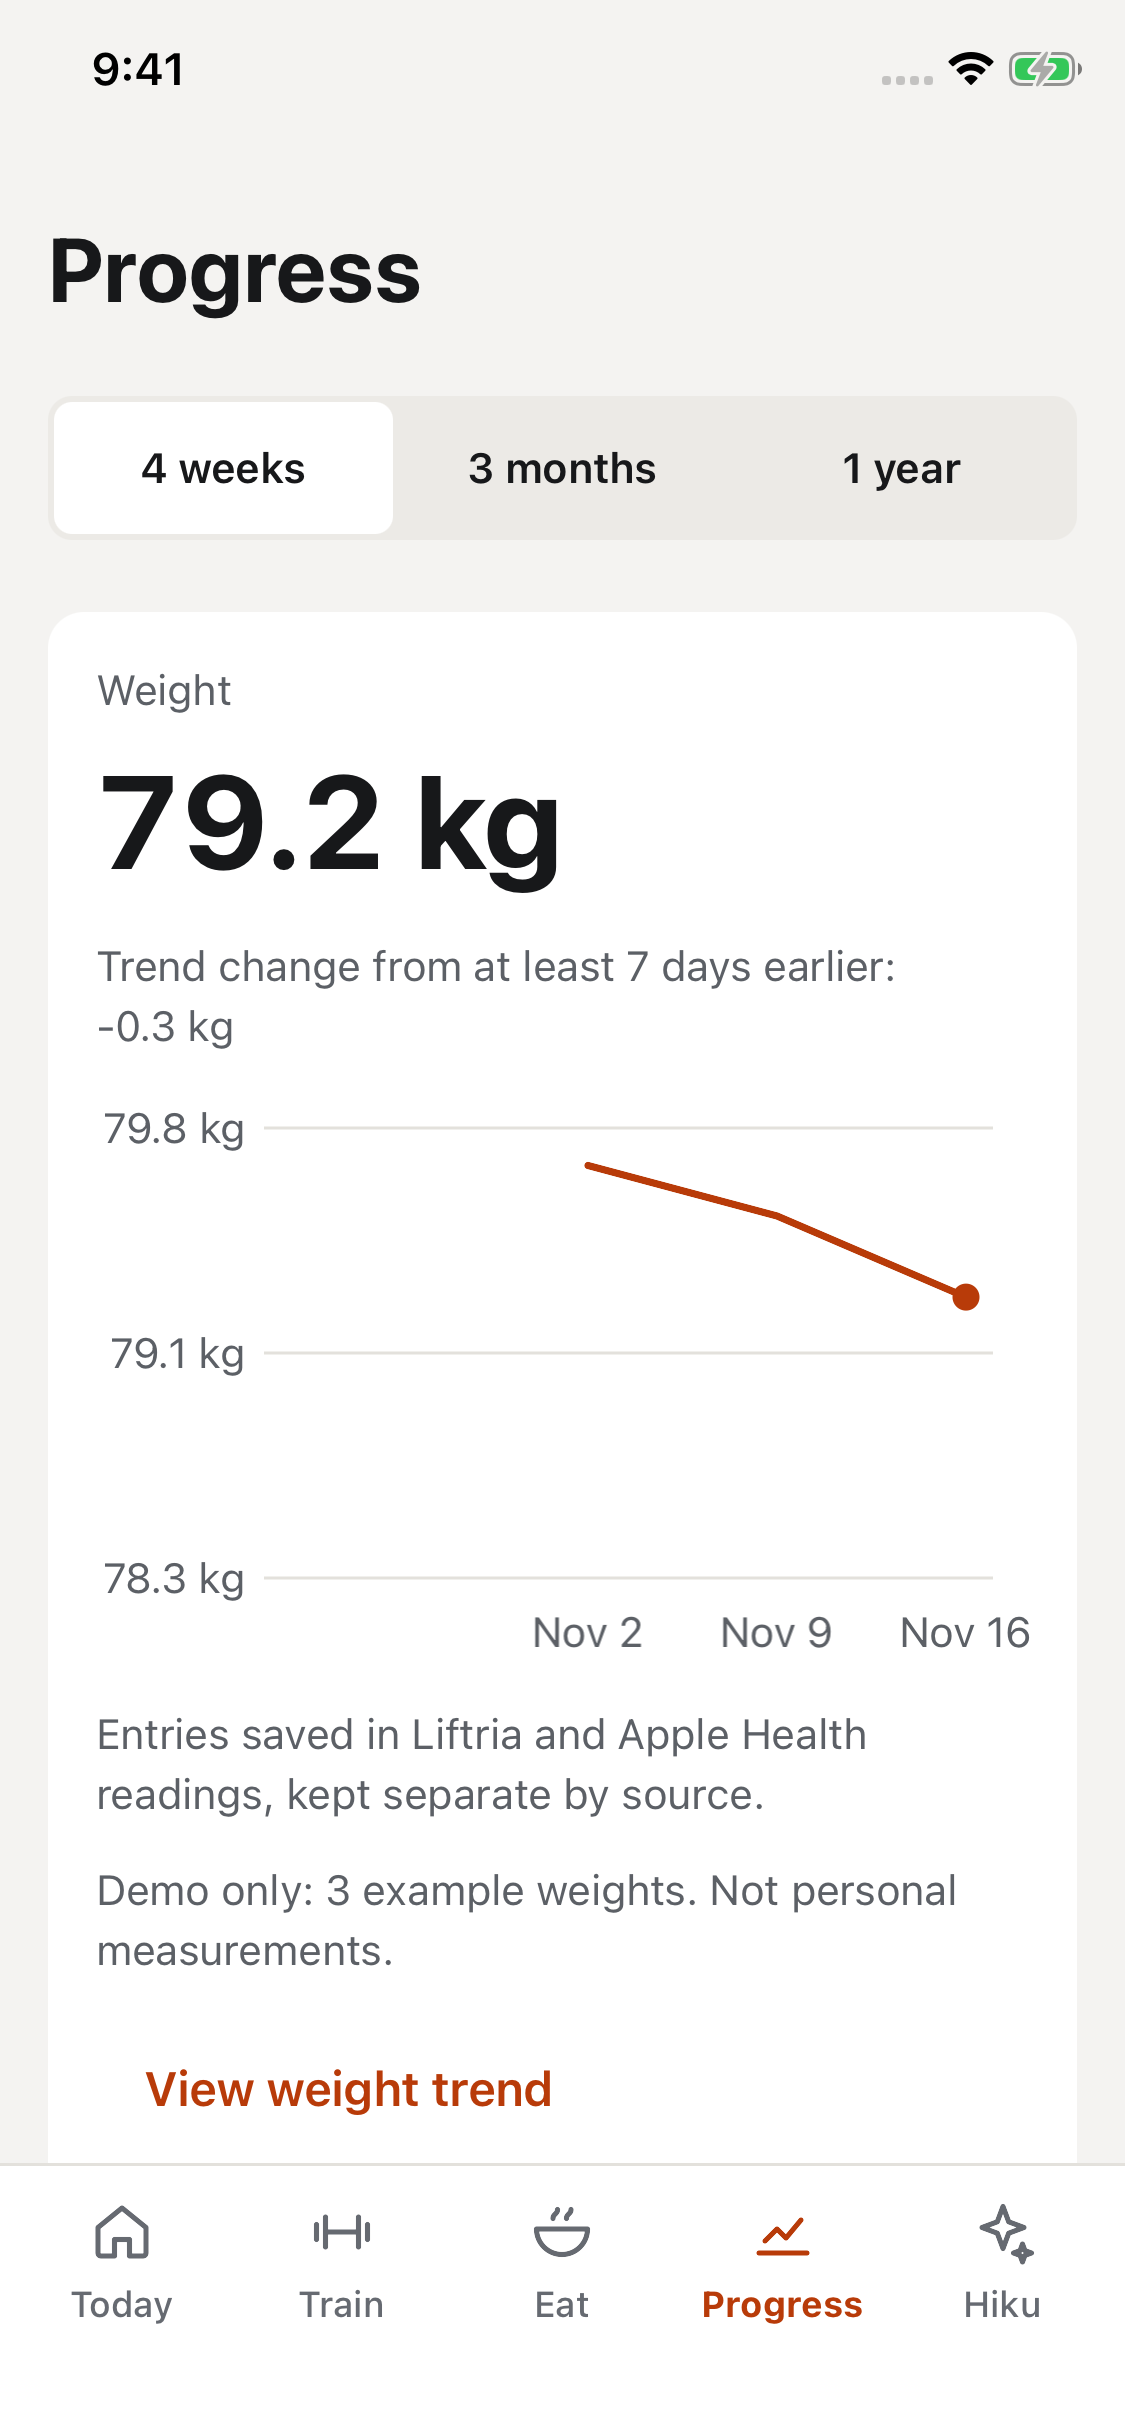 9:41
Progress
4 weeks
3 months
1 year
Weight
79.2 kg
Trend change from at least 7 days earlier:
-0.3 kg
79.8 kg
79.1 kg
78.3 kg
Nov 2
Nov 9
Nov 16
Entries saved in Liftria and Apple Health
readings, kept separate by source.
Demo only: 3 example weights. Not personal
measurements.
View weight trend
Today
Train
Eat
Progress
Hiku